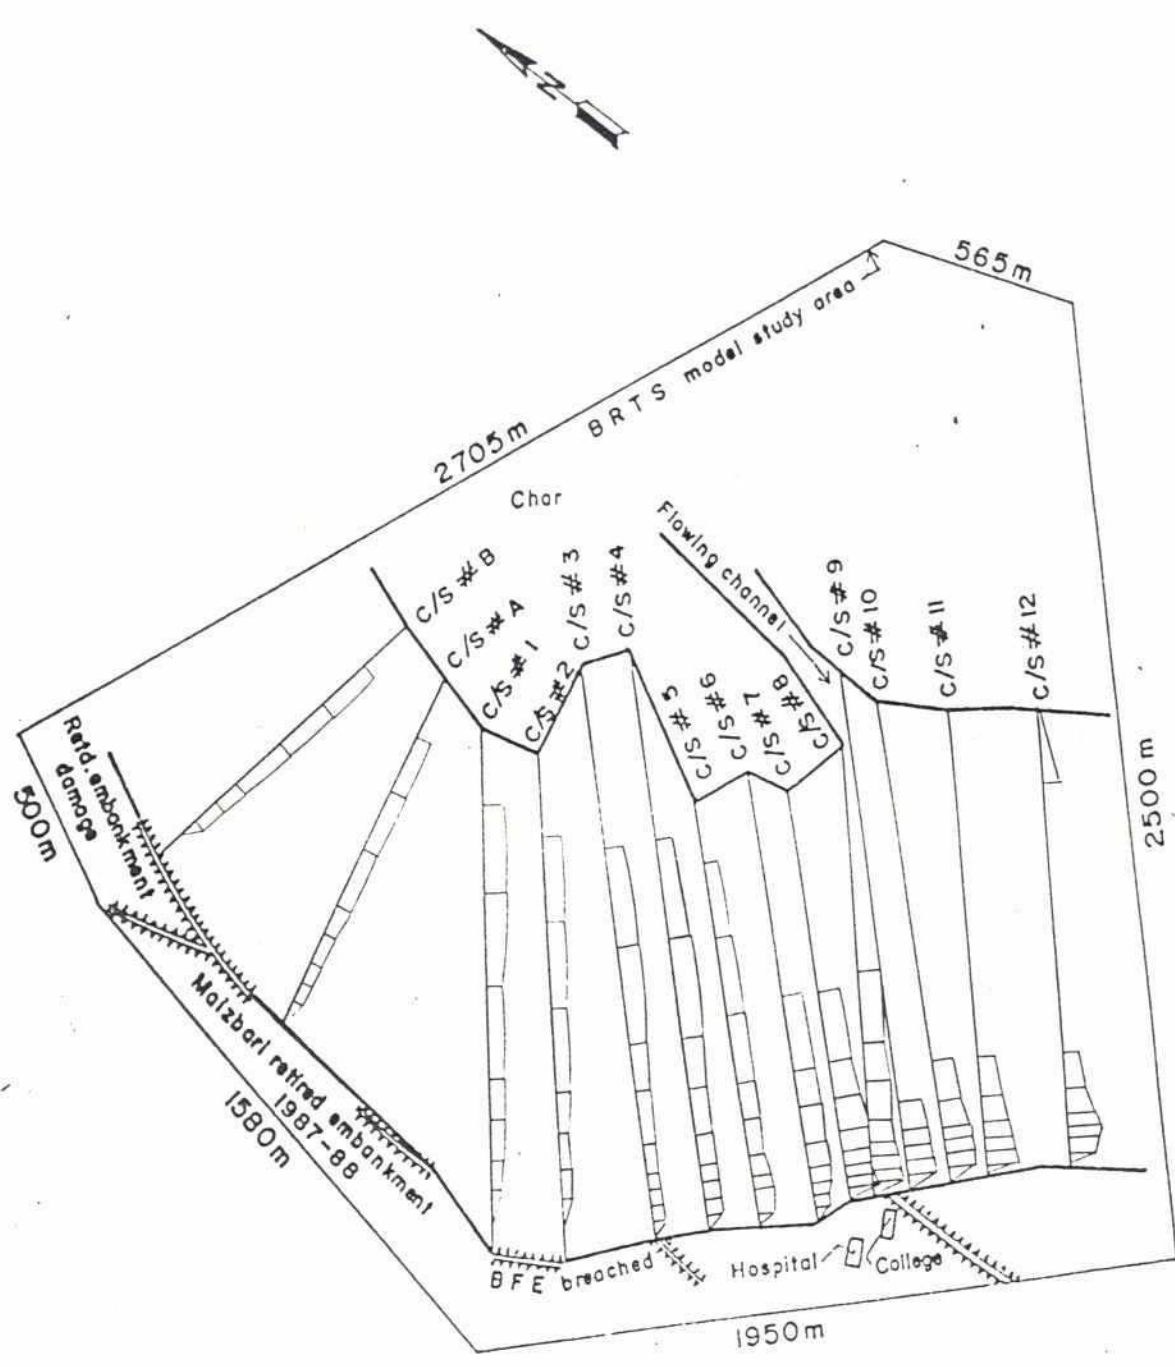 N
565m
BRTS model study area
2705m
Char
Flowing channel
C/S # B
C/S # A
C/S # 1
C/S # 2
C/S # 3
C/S # 4
C/S # 5
C/S # 6
C/S # 7
C/S # 8
C/S # 9
C/S # 10
C/S # 11
C/S # 12
2500m
Retd. embankment
damage
500m
Maizbari retired embankment
1987-88
1580m
BFE breached
Hospital
College
1950m